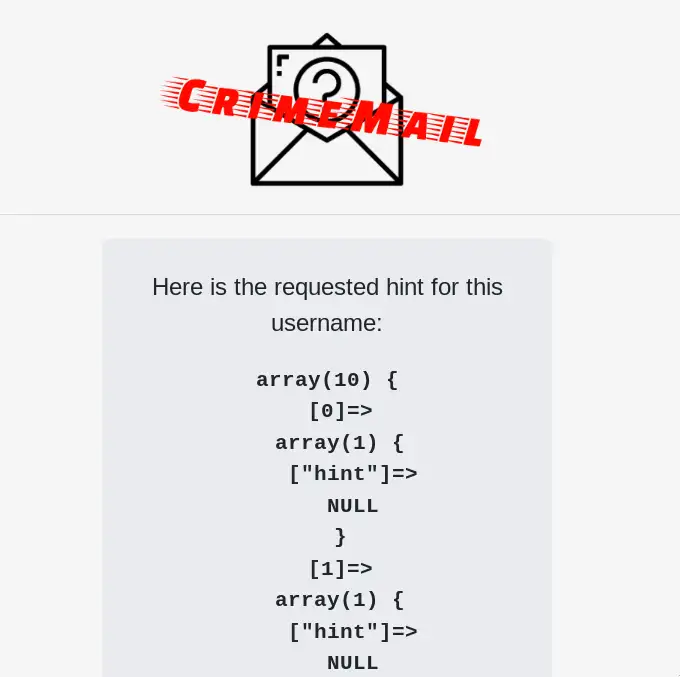 CRIMEMAIL
Here is the requested hint for this
username:
array(10) {
[0]=>
array(1) {
["hint"]=>
NULL
}
[1]=>
array(1) {
["hint"]=>
NULL